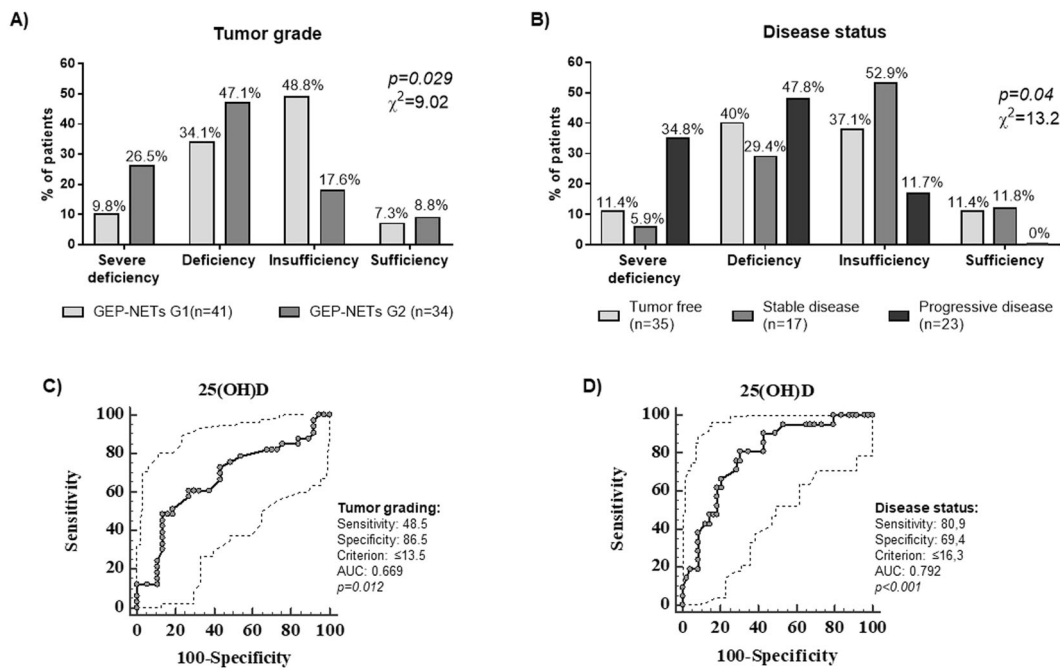 A)
Tumor grade
% of patients
60
50
40
30
20
10
0
9.8%
26.5%
34.1%
47.1%
48.8%
17.6%
7.3%
8.8%
p=0.029
χ²=9.02
Severe deficiency
Deficiency
Insufficiency
Sufficiency
GEP-NETs G1(n=41)
GEP-NETs G2 (n=34)
B)
Disease status
% of patients
60
50
40
30
20
10
0
11.4%
5.9%
34.8%
40%
29.4%
47.8%
37.1%
52.9%
11.7%
11.4%
11.8%
0%
p=0.04
χ²=13.2
Severe deficiency
Deficiency
Insufficiency
Sufficiency
Tumor free (n=35)
Stable disease (n=17)
Progressive disease (n=23)
C)
25(OH)D
Sensitivity
100
80
60
40
20
0
0 20 40 60 80 100
100-Specificity
Tumor grading:
Sensitivity: 48.5
Specificity: 86.5
Criterion: ≤13.5
AUC: 0.669
p=0.012
D)
25(OH)D
Sensitivity
100
80
60
40
20
0
0 20 40 60 80 100
100-Specificity
Disease status:
Sensitivity: 80,9
Specificity: 69,4
Criterion: ≤16,3
AUC: 0.792
p<0.001